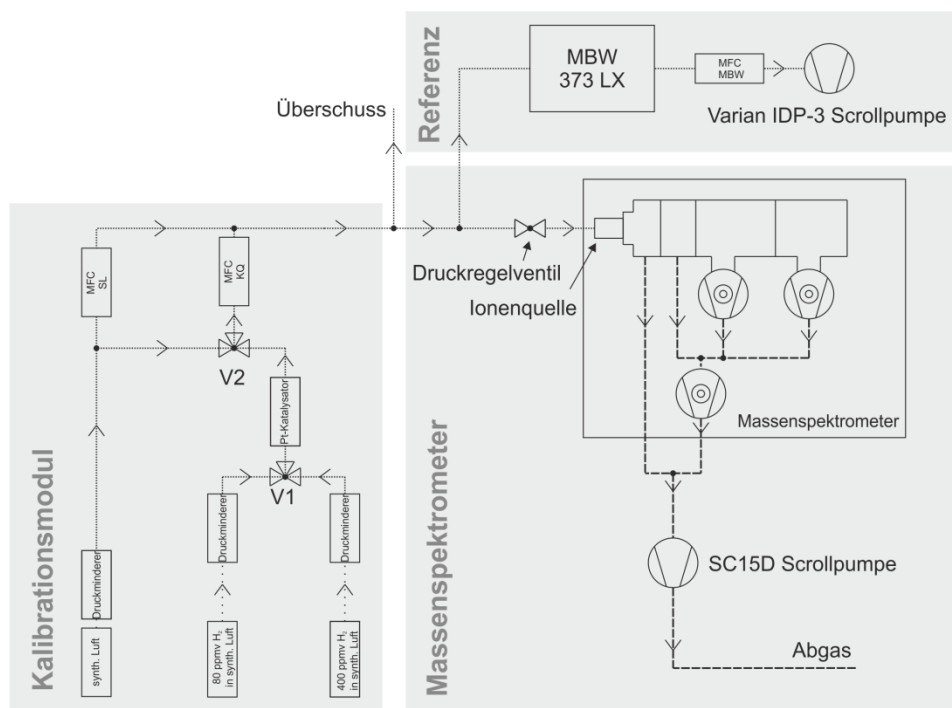 Referenz
MBW
373 LX
MFC
MBW
Varian IDP-3 Scrollpumpe
Überschuss
Kalibrationsmodul
MFC
SL
MFC
KQ
V2
Pt-Katalysator
V1
Druckminderer
Druckminderer
Druckminderer
synth. Luft
80 ppmv H₂
in synth. Luft
400 ppmv H₂
in synth. Luft
Massenspektrometer
Druckregelventil
Ionenquelle
Massenspektrometer
SC15D Scrollpumpe
Abgas